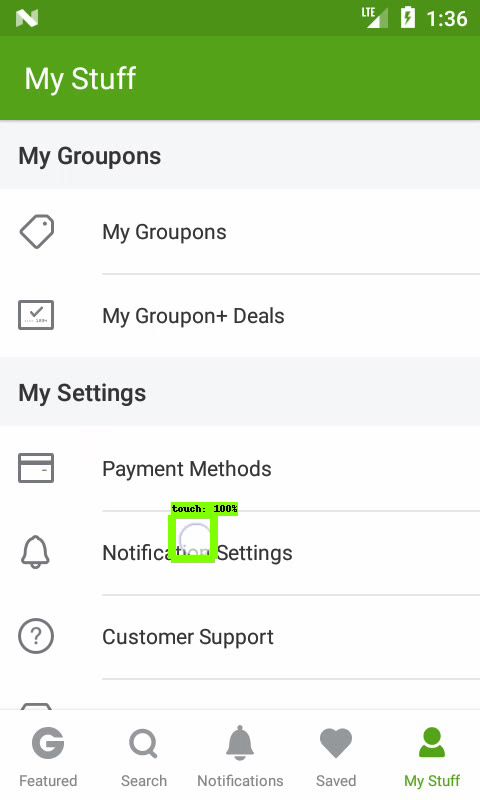 LTE 1:36
My Stuff
My Groupons
My Groupons
My Groupon+ Deals
My Settings
Payment Methods
touch: 100%
Notification Settings
Customer Support
Featured Search Notifications Saved My Stuff